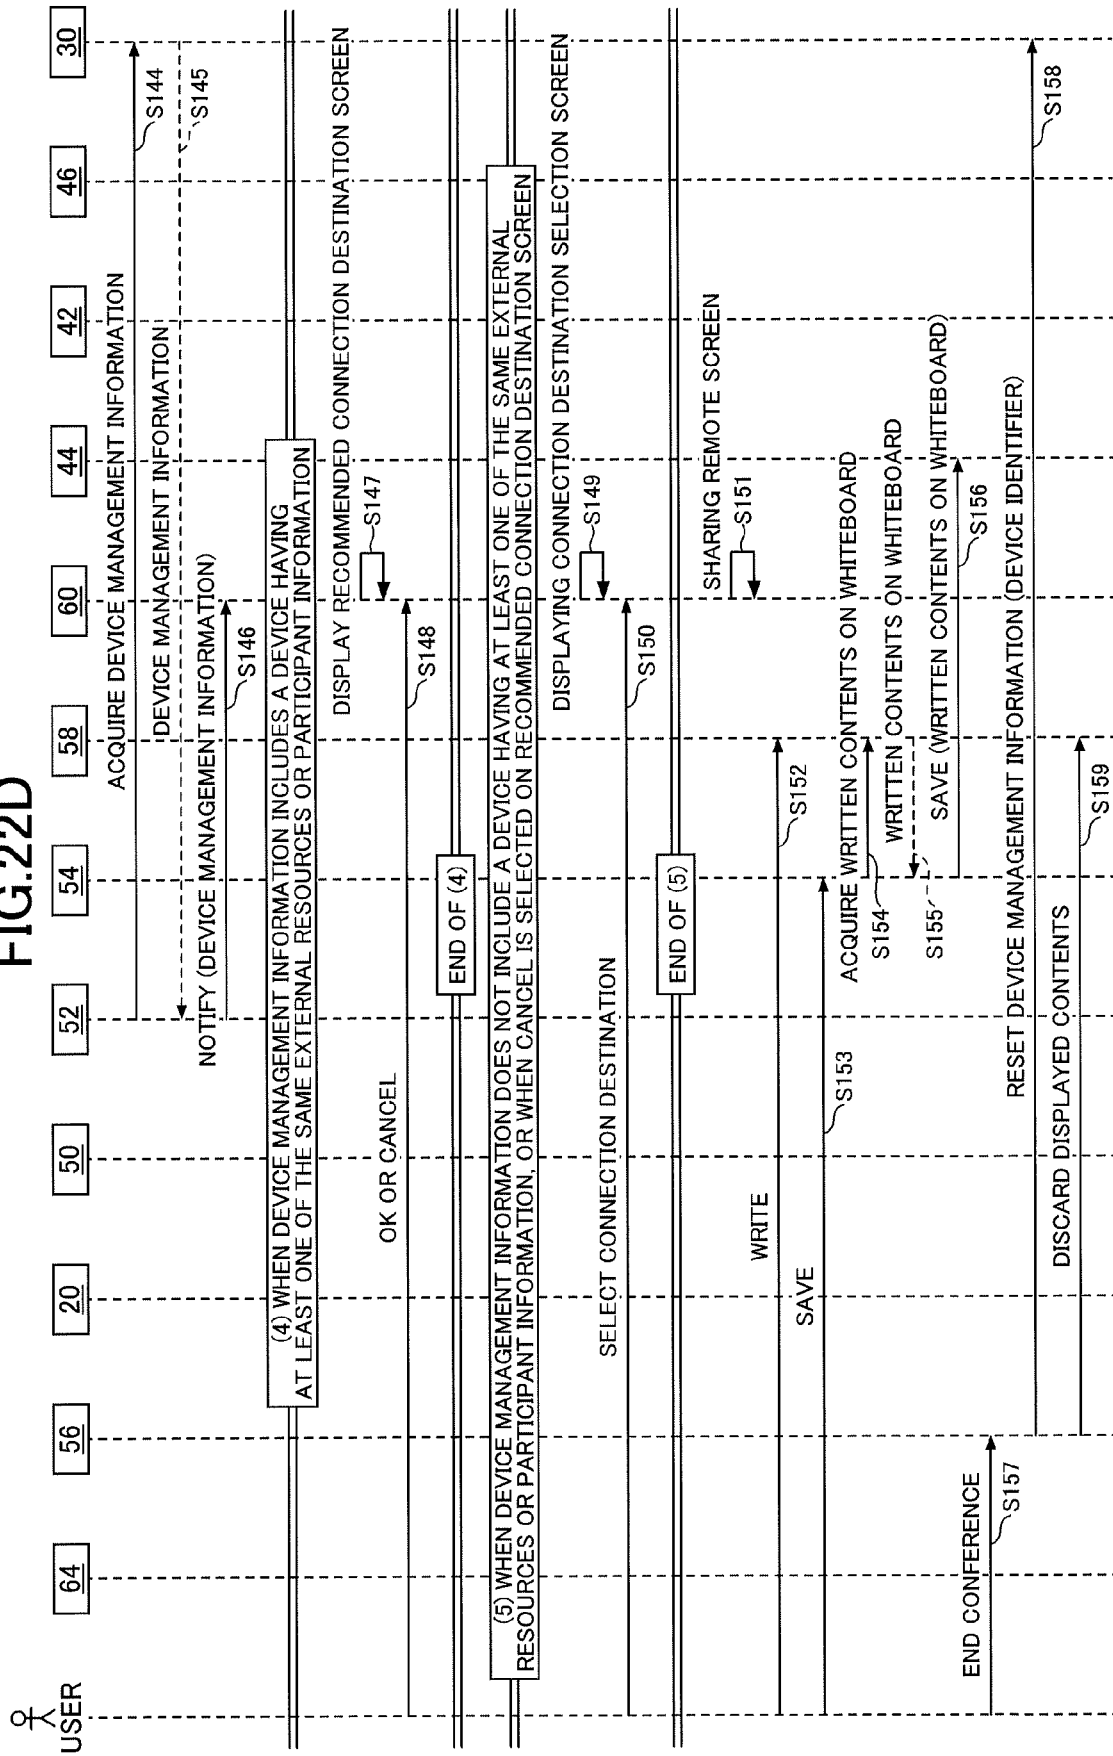 FIG.22D
USER
64
56
20
50
52
54
58
60
44
42
46
30
ACQUIRE DEVICE MANAGEMENT INFORMATION
S144
DEVICE MANAGEMENT INFORMATION
S145
NOTIFY (DEVICE MANAGEMENT INFORMATION)
S146
(4) WHEN DEVICE MANAGEMENT INFORMATION INCLUDES A DEVICE HAVING
AT LEAST ONE OF THE SAME EXTERNAL RESOURCES OR PARTICIPANT INFORMATION
DISPLAY RECOMMENDED CONNECTION DESTINATION SCREEN
S147
OK OR CANCEL
S148
END OF (4)
(5) WHEN DEVICE MANAGEMENT INFORMATION DOES NOT INCLUDE A DEVICE HAVING AT LEAST ONE OF THE SAME EXTERNAL
RESOURCES OR PARTICIPANT INFORMATION, OR WHEN CANCEL IS SELECTED ON RECOMMENDED CONNECTION DESTINATION SCREEN
DISPLAYING CONNECTION DESTINATION SELECTION SCREEN
S149
SELECT CONNECTION DESTINATION
S150
END OF (5)
SHARING REMOTE SCREEN
S151
WRITE
S152
SAVE
S153
ACQUIRE WRITTEN CONTENTS ON WHITEBOARD
S154
WRITTEN CONTENTS ON WHITEBOARD
S155
SAVE (WRITTEN CONTENTS ON WHITEBOARD)
S156
END CONFERENCE
S157
RESET DEVICE MANAGEMENT INFORMATION (DEVICE IDENTIFIER)
S158
DISCARD DISPLAYED CONTENTS
S159